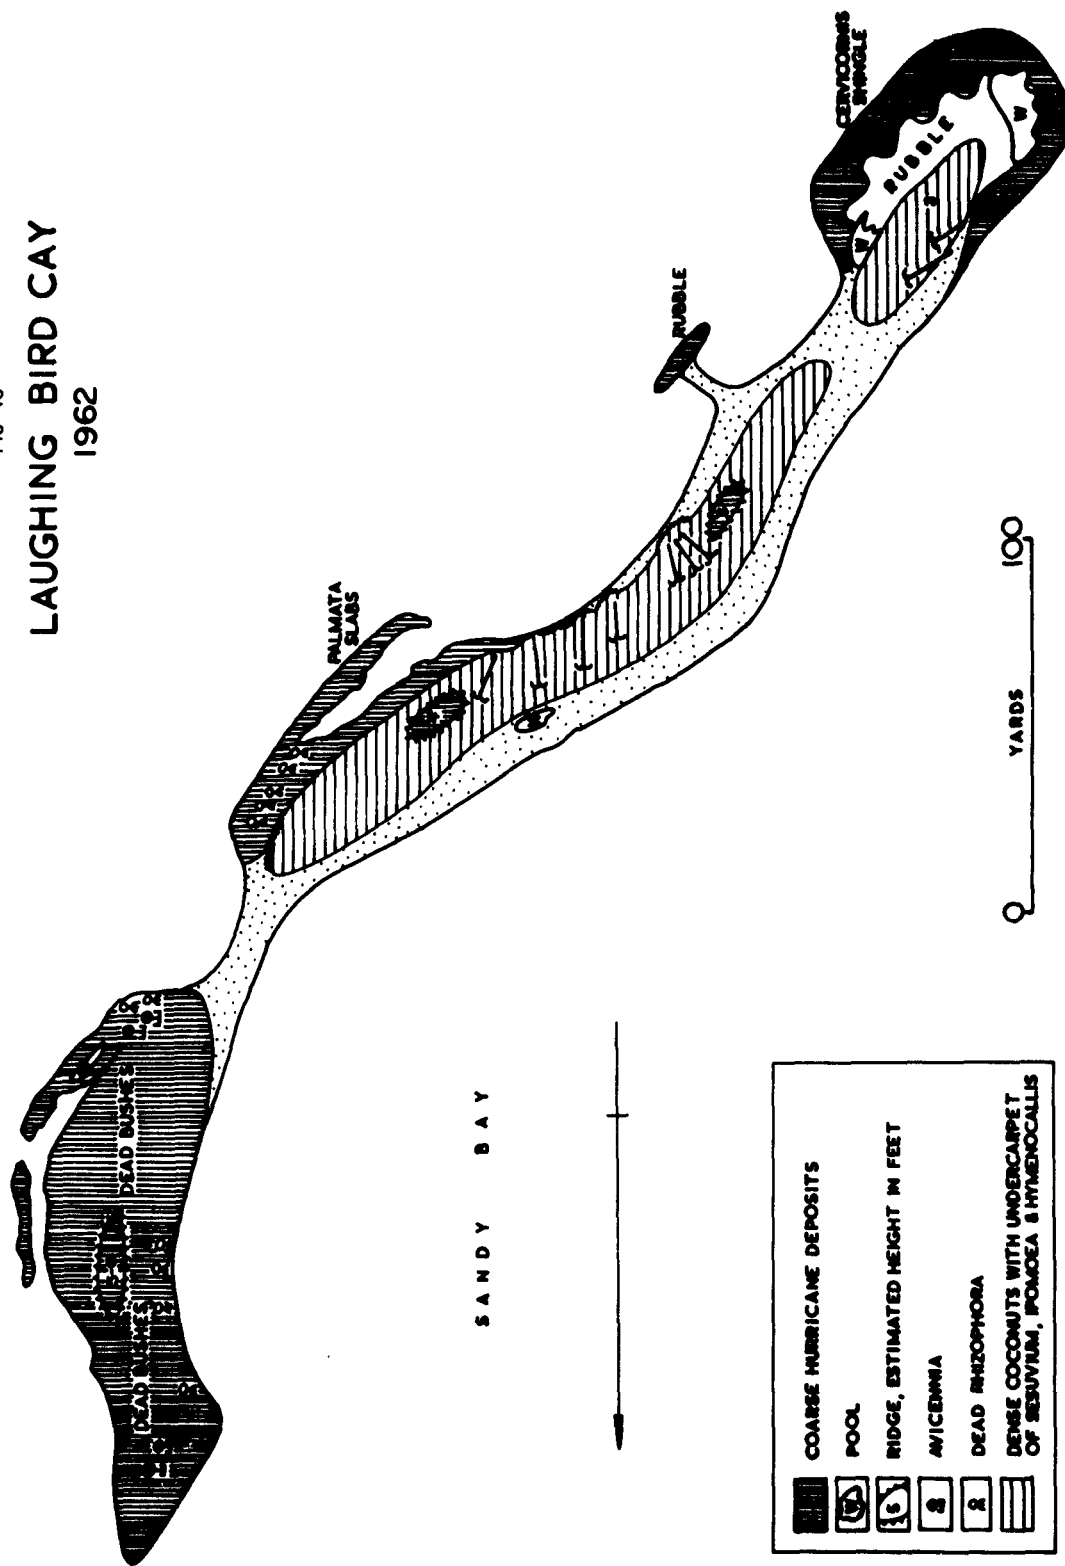 LAUGHING BIRD CAY
1962
CERVICORNIS
SHINGLE
RUBBLE
W
W
RUBBLE
PALMATA
SLABS
DEAD BUSHES
DEAD BUSHES
SANDY BAY
0 YARDS 100
COARSE HURRICANE DEPOSITS
W POOL
5 RIDGE, ESTIMATED HEIGHT IN FEET
AVICENNIA
DEAD RHIZOPHORA
DENSE COCONUTS WITH UNDERCARPET
OF SESUVIUM, IPOMOEA & HYMENOCALLIS